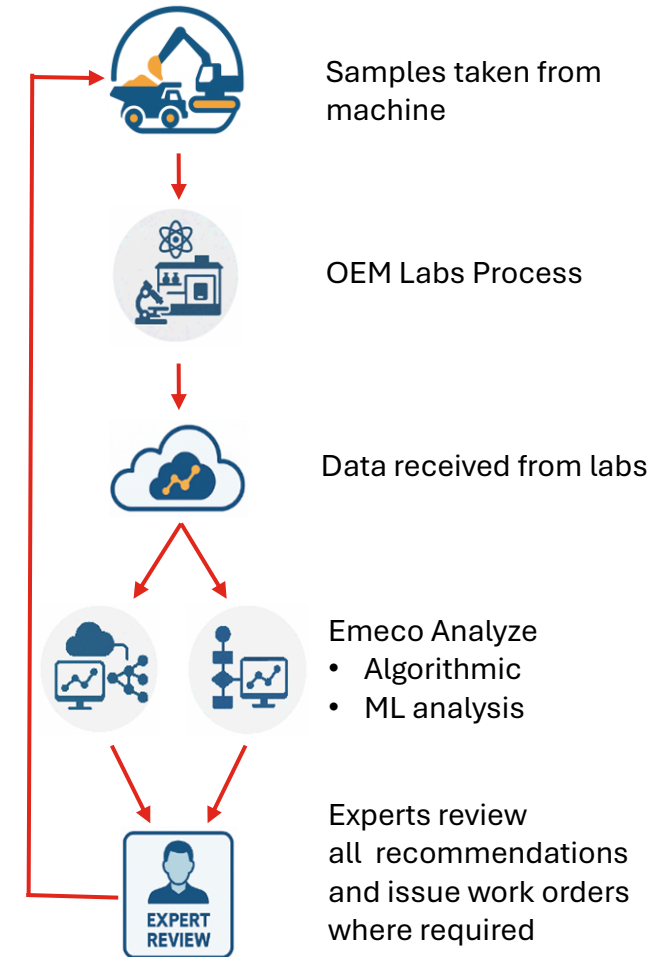 Samples taken from
machine
OEM Labs Process
Data received from labs
Emeco Analyze
• Algorithmic
• ML analysis
Experts review
all recommendations
and issue work orders
where required
EXPERT
REVIEW